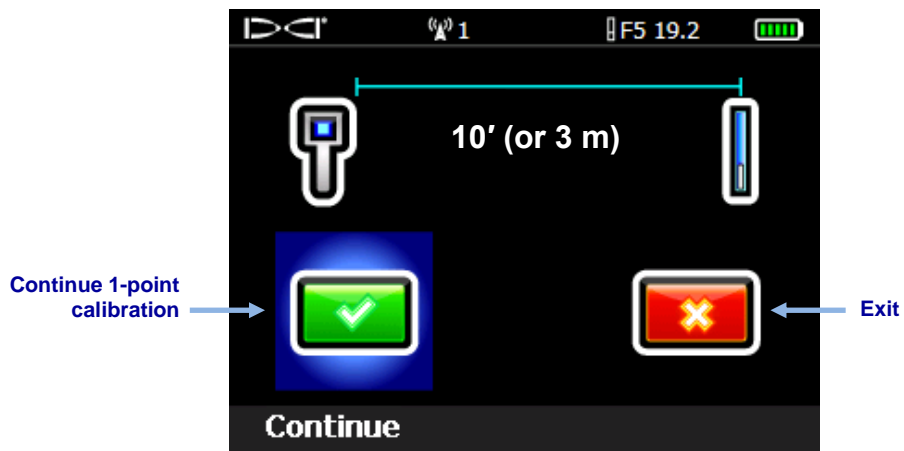 DCI
1
F5 19.2
10′ (or 3 m)
Continue 1-point
calibration
Exit
Continue